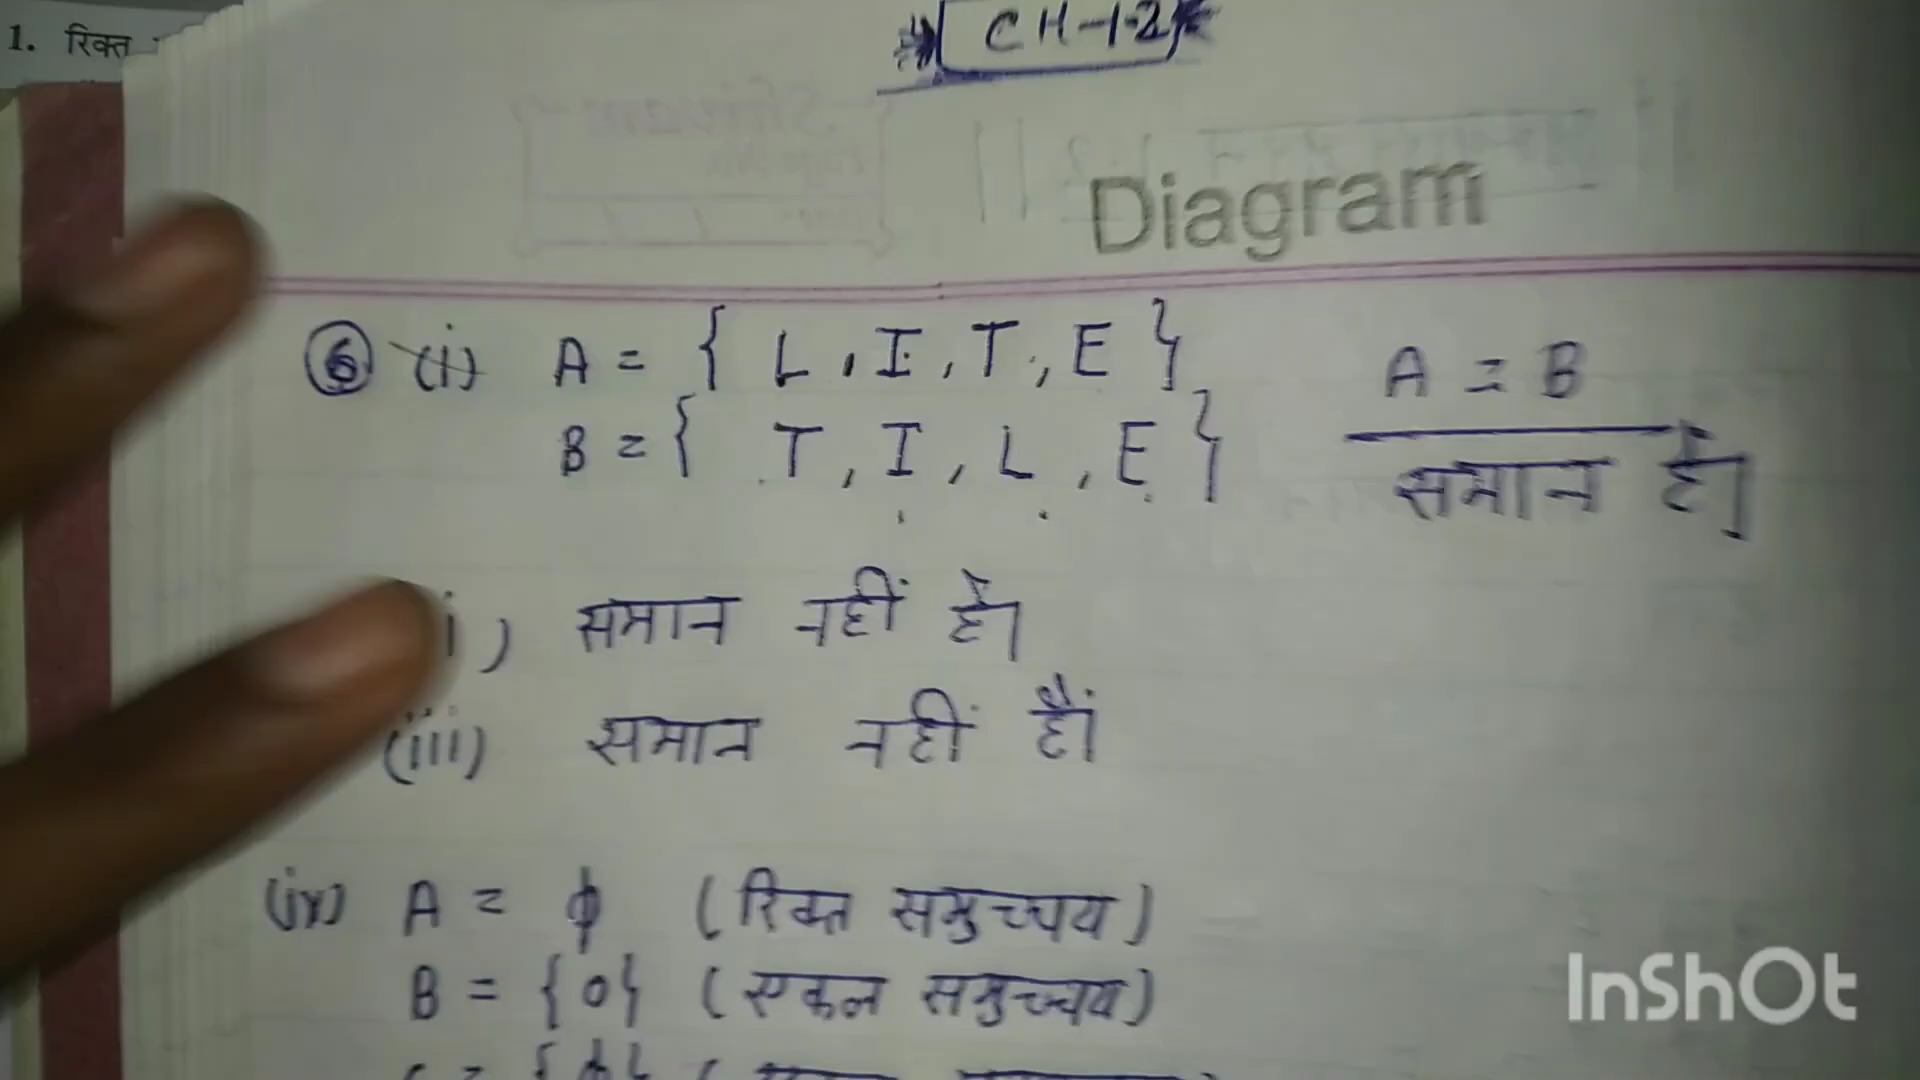 1. रिक्त
CH-1.2
Diagram
6 (i) A = { L, I, T, E } A = B
B = { T, I, L, E } समान है।
i) समान नहीं है।
(iii) समान नहीं हैं।
(iv) A = ϕ (रिक्त समुच्चय)
B = {0} (एकल समुच्चय)
InShOt